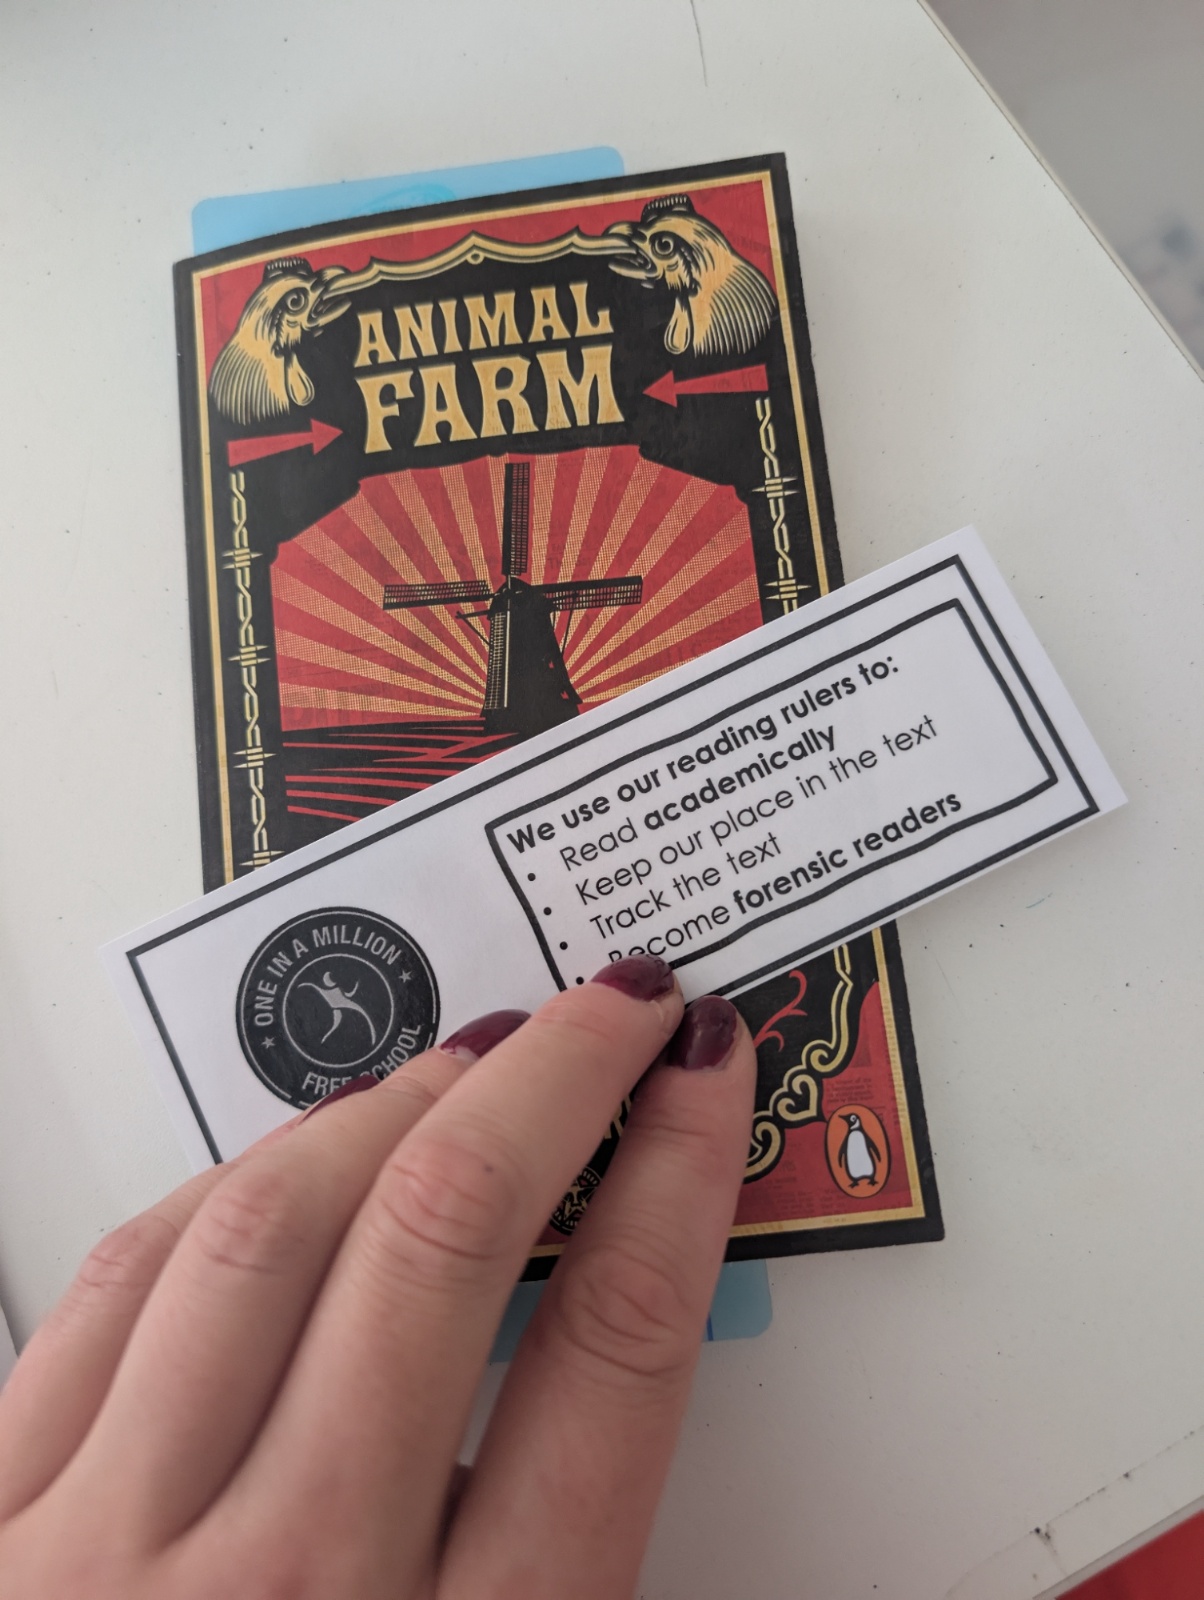 ANIMAL
FARM
We use our reading rulers to:
• Read academically
• Keep our place in the text
• Track the text
• Become forensic readers
ONE IN A MILLION
FREE SCHOOL